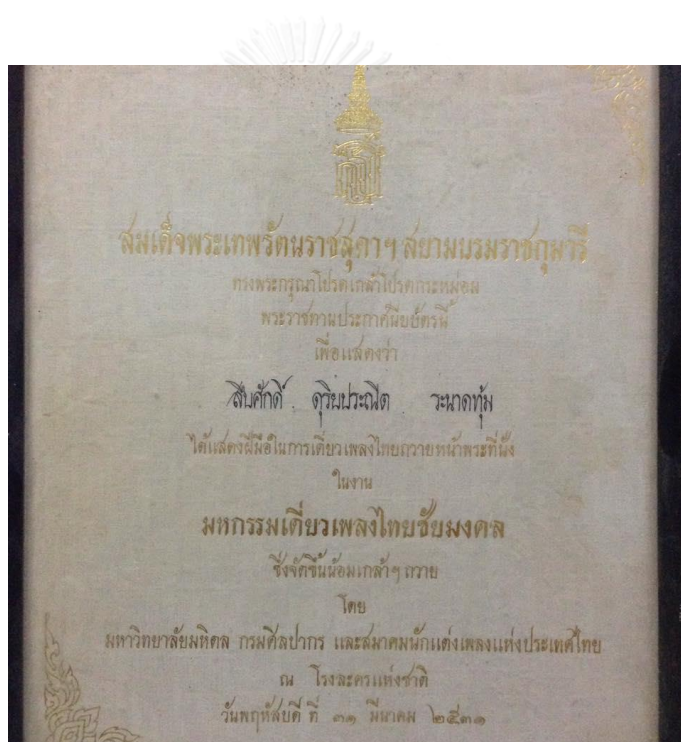 สมเด็จพระเทพรัตนราชสุดาฯ สยามบรมราชกุมารี
ทรงพระกรุณาโปรดเกล้าโปรดกระหม่อม
พระราชทานประกาศนียบัตรนี้
เพื่อแสดงว่า
สืบศักดิ์ ดุริยประณีต ระนาดทุ้ม
ได้แสดงฝีมือในการเดี่ยวเพลงไทยถวายหน้าพระที่นั่ง
ในงาน
มหกรรมเดี่ยวเพลงไทยชัยมงคล
ซึ่งจัดขึ้นน้อมเกล้าฯ ถวาย
โดย
มหาวิทยาลัยมหิดล กรมศิลปากร และสมาคมนักแต่งเพลงแห่งประเทศไทย
ณ โรงละครแห่งชาติ
วันพฤหัสบดี ที่ ๓๑ มีนาคม ๒๕๓๑